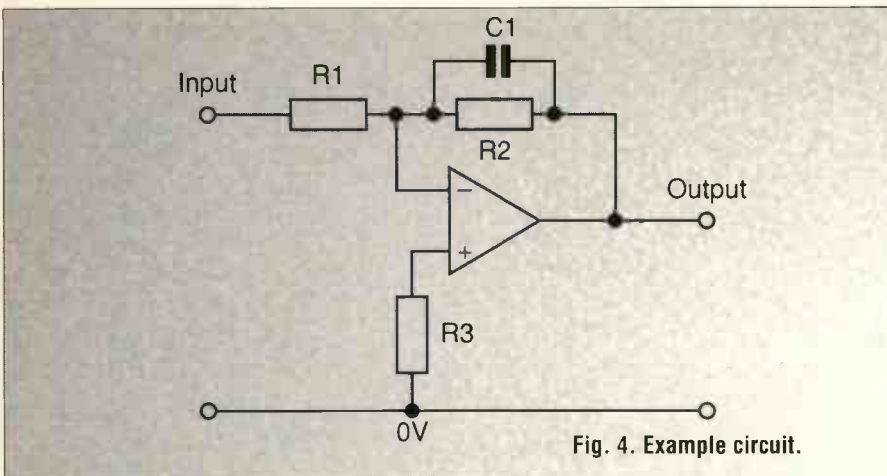 C1
R1
Input
R2
Output
−
+
R3
0V
Fig. 4. Example circuit.